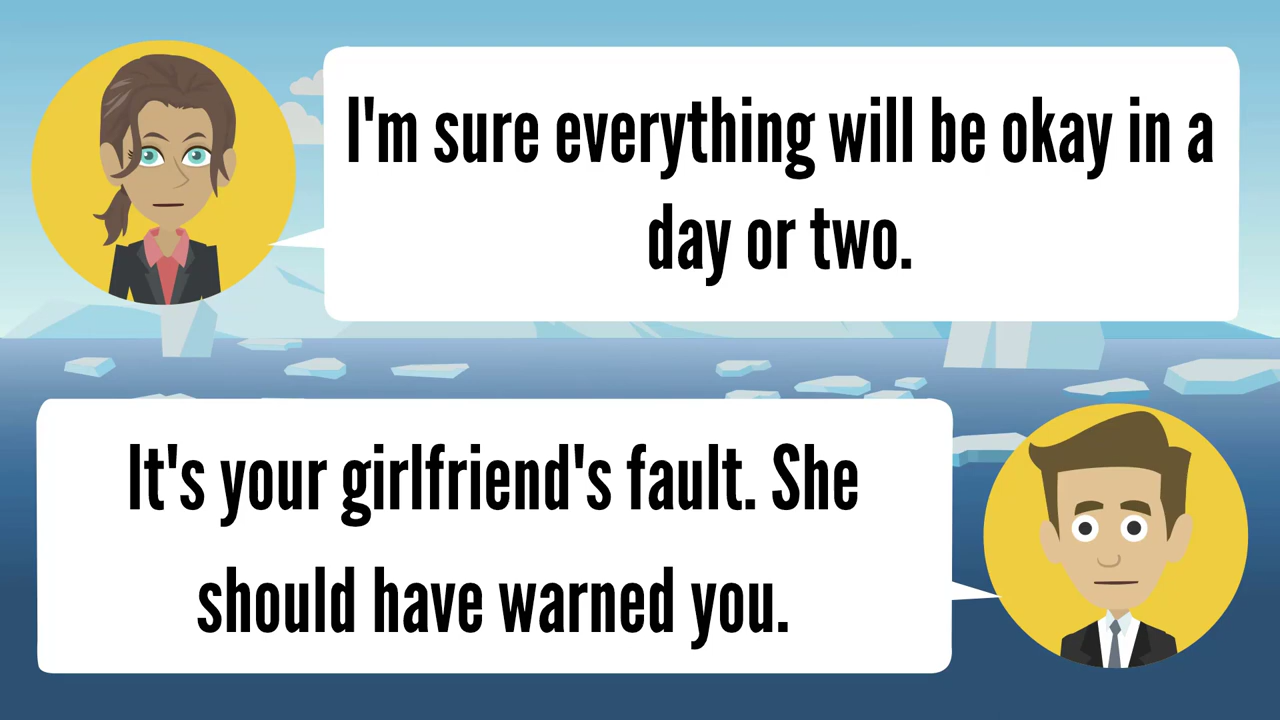 I'm sure everything will be okay in a
day or two.
It's your girlfriend's fault. She
should have warned you.